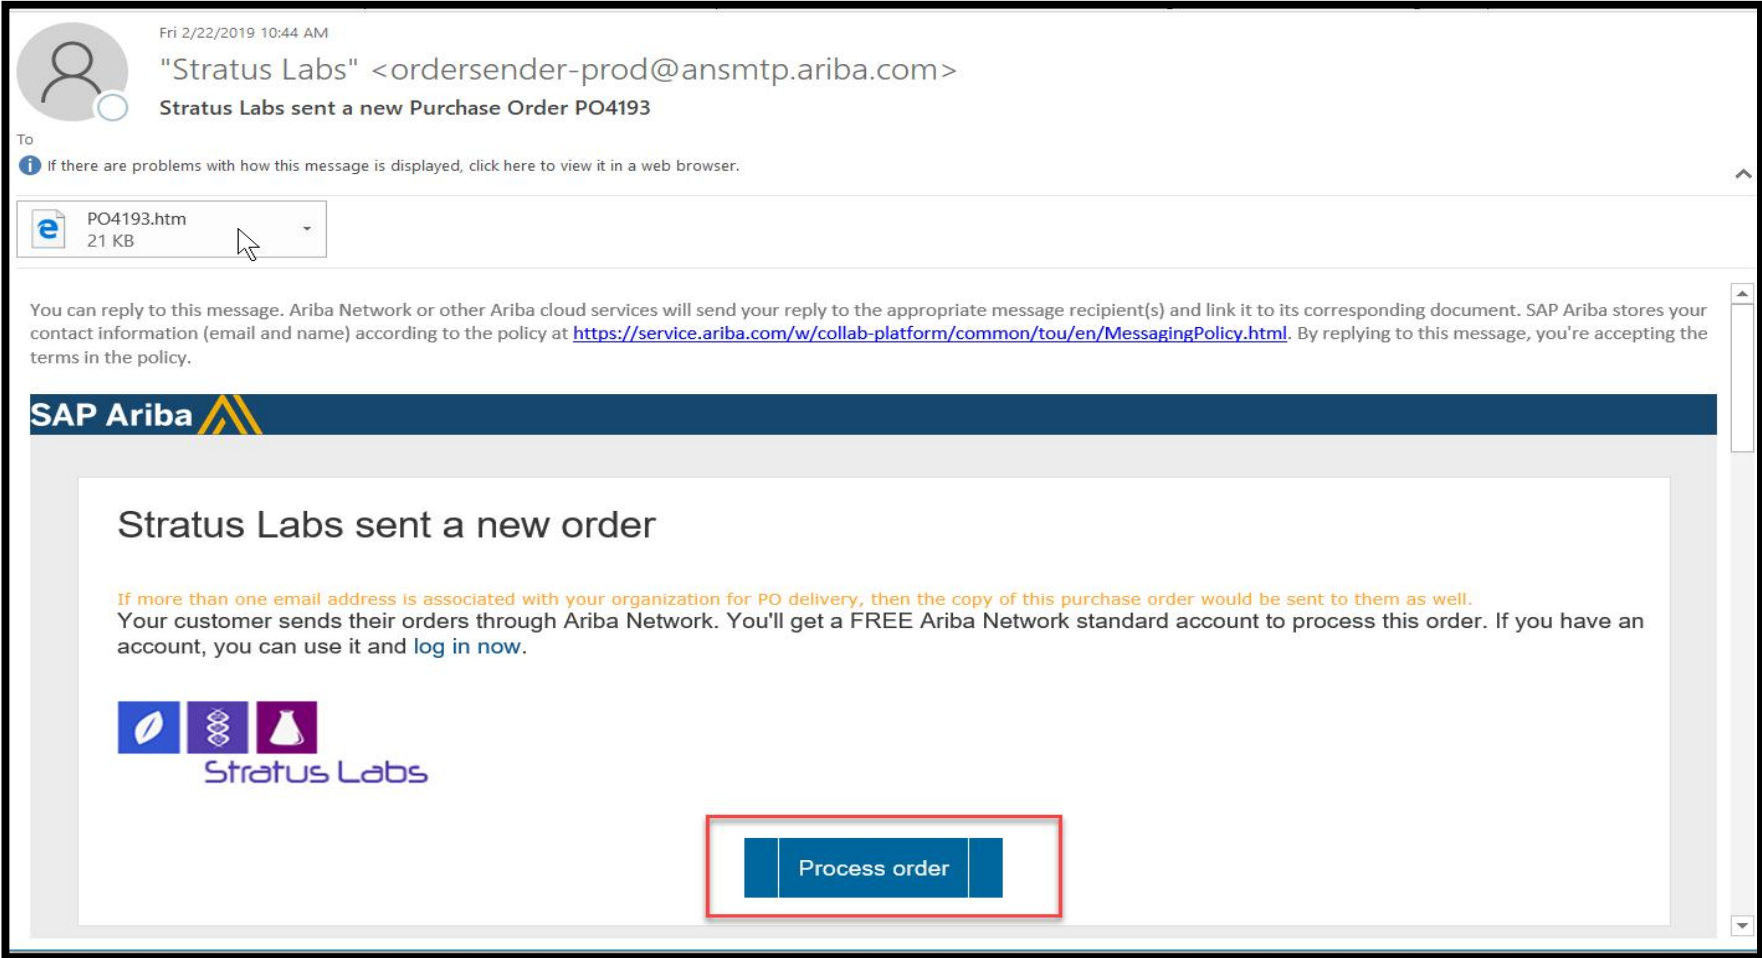 Fri 2/22/2019 10:44 AM
"Stratus Labs" <ordersender-prod@ansmtp.ariba.com>
Stratus Labs sent a new Purchase Order PO4193
To
If there are problems with how this message is displayed, click here to view it in a web browser.
PO4193.htm
21 KB
You can reply to this message. Ariba Network or other Ariba cloud services will send your reply to the appropriate message recipient(s) and link it to its corresponding document. SAP Ariba stores your
contact information (email and name) according to the policy at https://service.ariba.com/w/collab-platform/common/tou/en/MessagingPolicy.html. By replying to this message, you're accepting the
terms in the policy.
SAP Ariba
Stratus Labs sent a new order
If more than one email address is associated with your organization for PO delivery, then the copy of this purchase order would be sent to them as well.
Your customer sends their orders through Ariba Network. You'll get a FREE Ariba Network standard account to process this order. If you have an
account, you can use it and log in now.
Stratus Labs
Process order